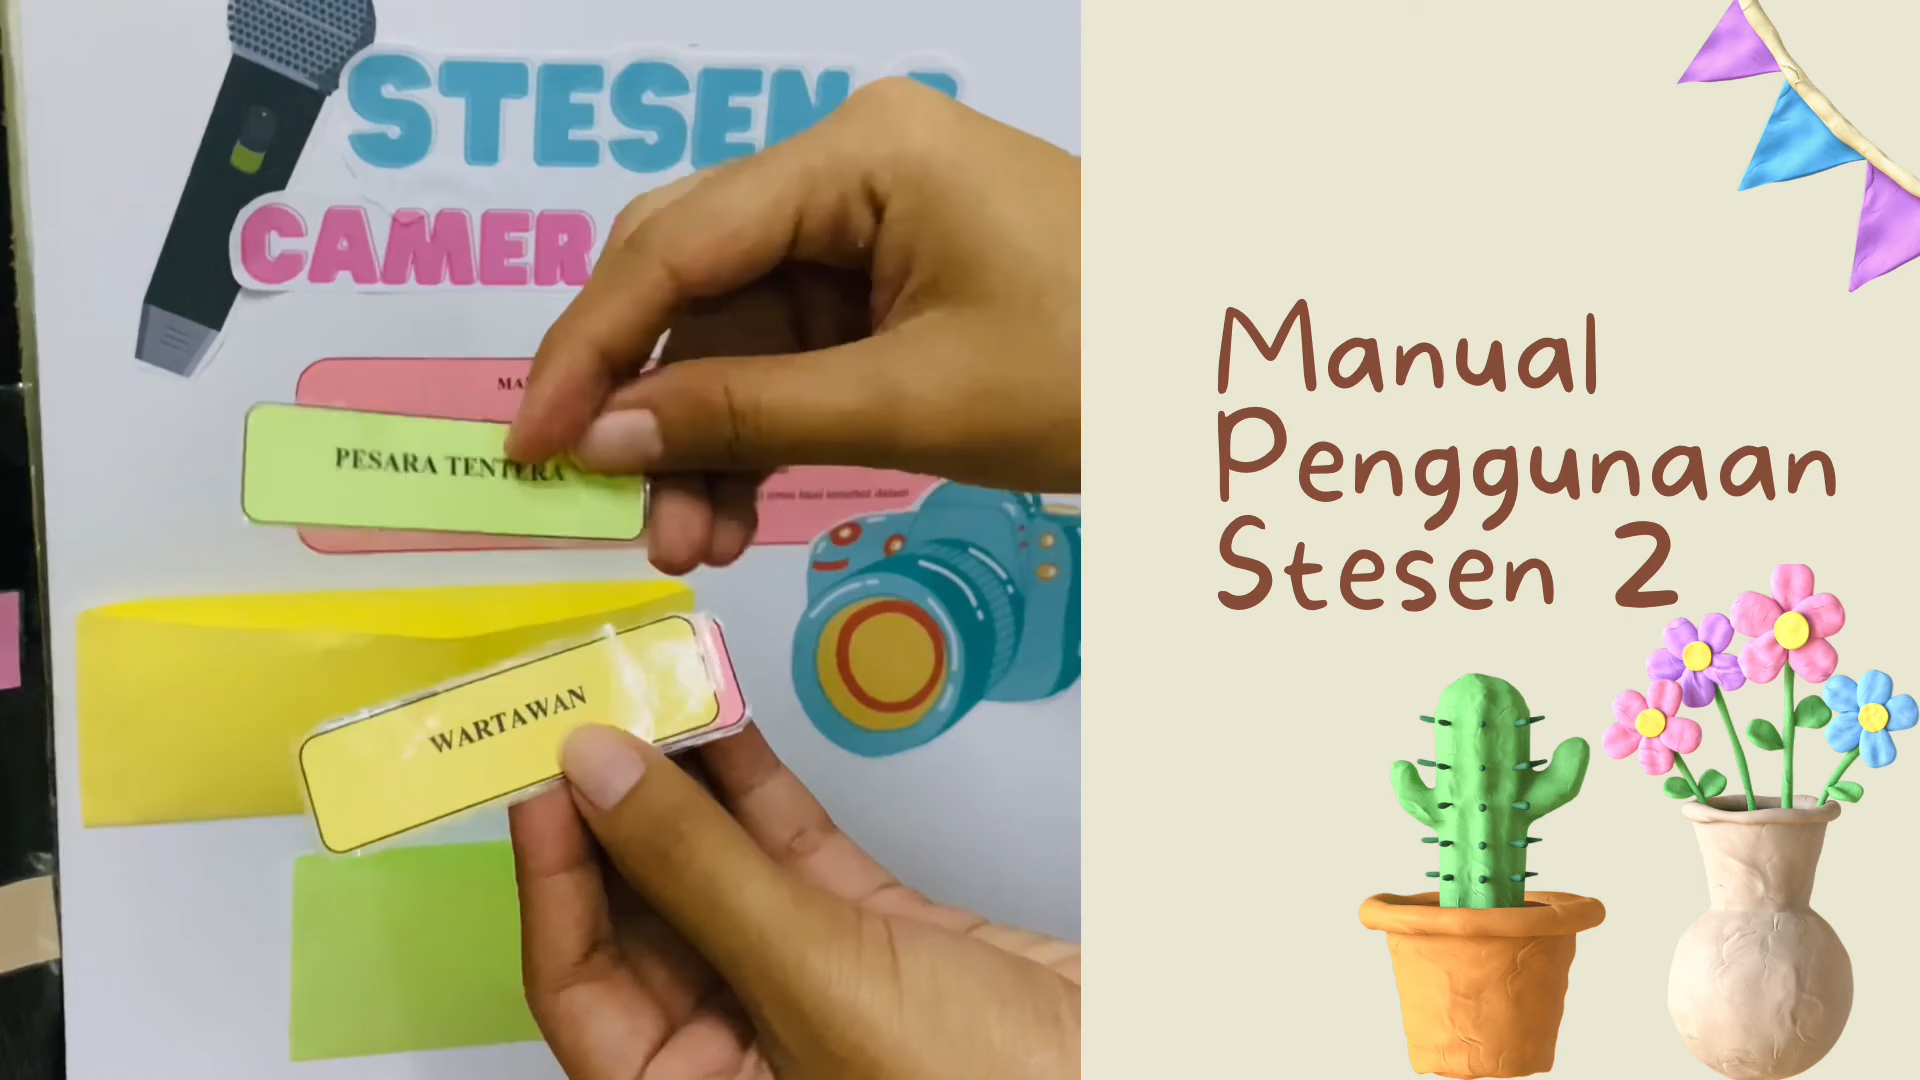 STESEN
CAMER
PESARA TENTERA
WARTAWAN
Manual
Penggunaan
Stesen 2